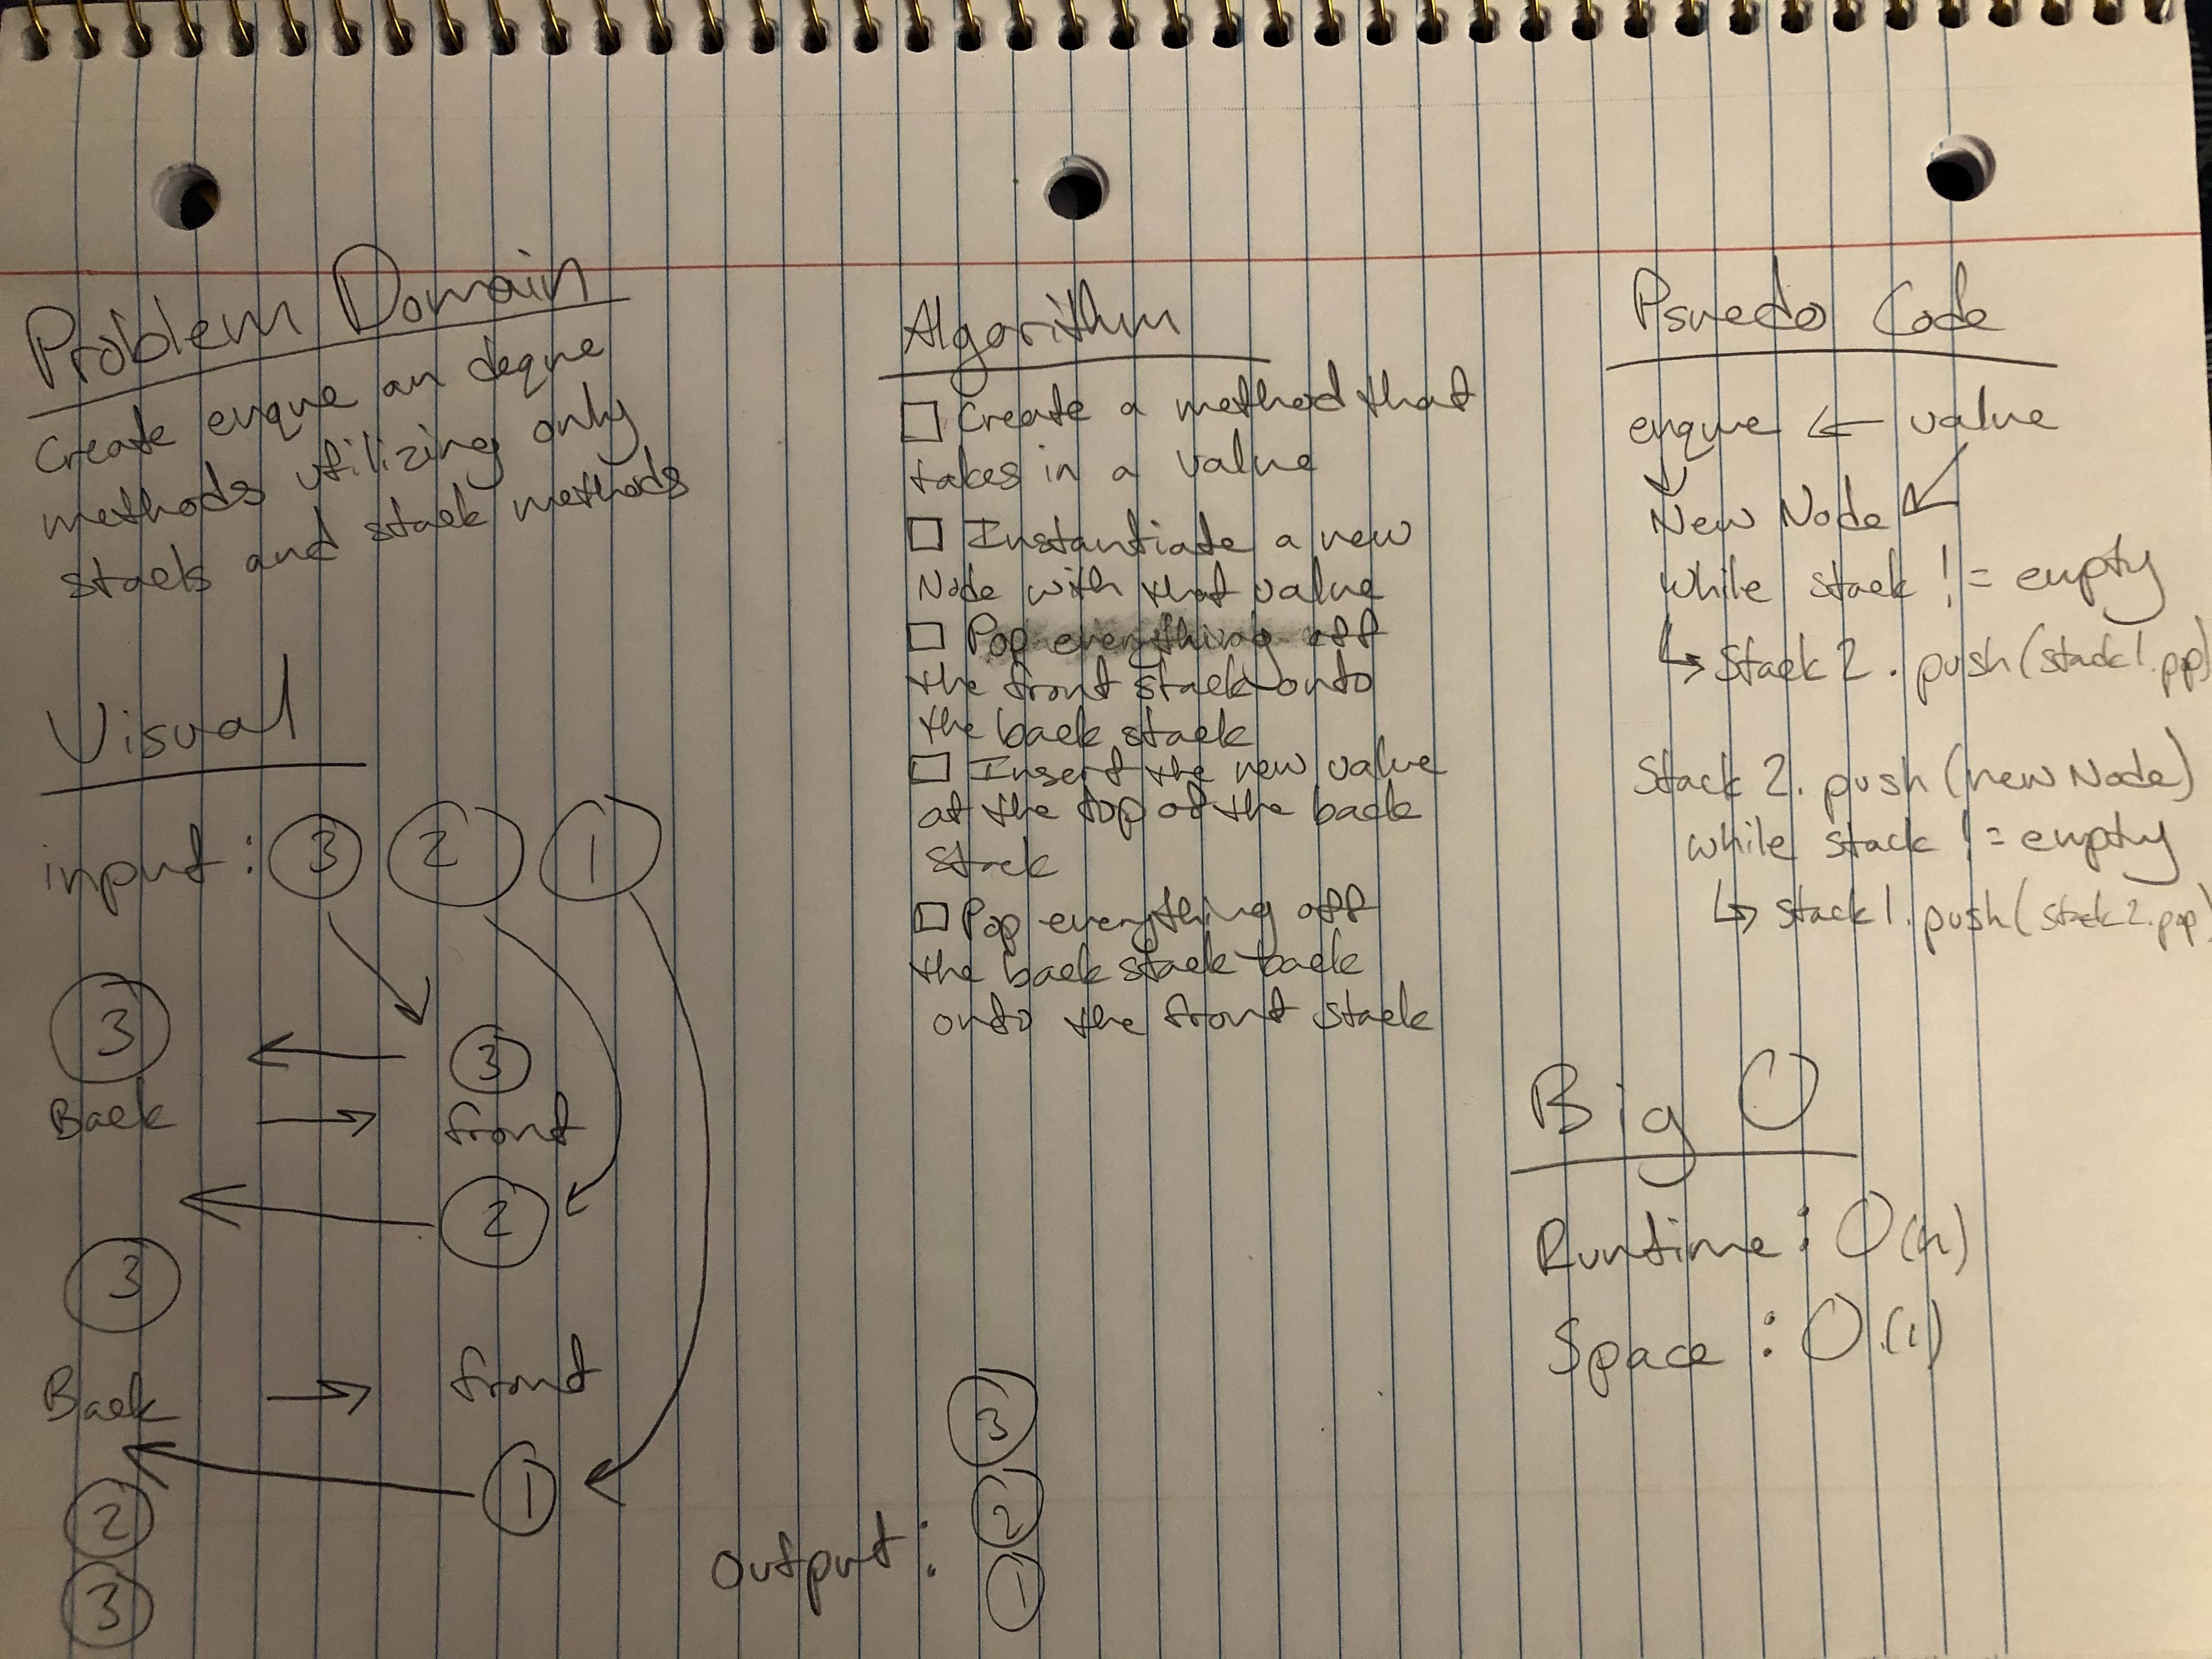 Problem Domain
Create enque an deque
methods utilizing only
stacks and stack methods
Visual
input: 3 2 1
3
3
Back
front
2
3
Back
front
1
2
3
Output:
3
2
1
Algorithm
Create a method that
takes in a value
Instantiate a new
Node with that value
Pop everything off
the front stack onto
the back stack
Insert the new value
at the top of the back
stack
Pop everything off
the back stack back
onto the front stack
Psuedo Code
enque ← value
↓
New Node
while stack != empty
↳ Stack 2. push(stack1.pop)
Stack 2. push(new Node)
while stack != empty
↳ stack1.push(stack2.pop)
Big O
Runtime: O(n)
Space: O(1)